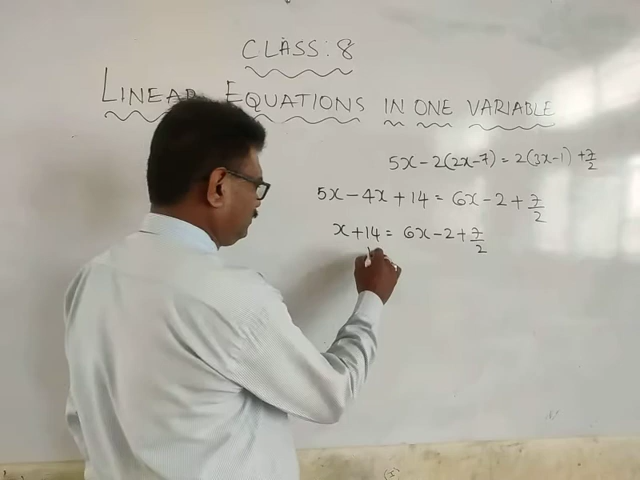 CLASS: 8
LINEAR EQUATIONS IN ONE VARIABLE
5x - 2(2x-7) = 2(3x-1) + 7/2
5x - 4x + 14 = 6x - 2 + 7/2
x + 14 = 6x - 2 + 7/2